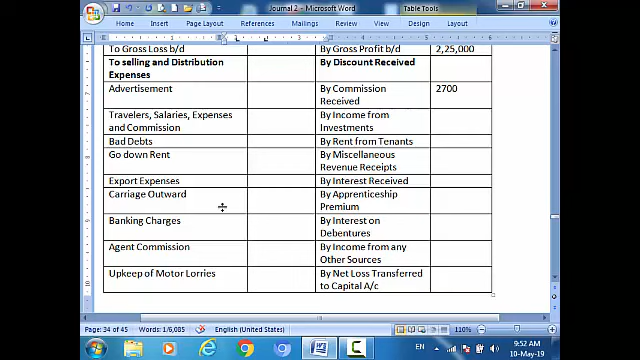 Journal 2 - Microsoft Word
Table Tools
Home
Insert
Page Layout
References
Mailings
Review
View
Design
Layout
To Gross Loss b/d
By Gross Profit b/d
2,25,000
To selling and Distribution
Expenses
By Discount Received
Advertisement
By Commission
Received
2700
Travelers, Salaries, Expenses
and Commission
By Income from
Investments
Bad Debts
By Rent from Tenants
Go down Rent
By Miscellaneous
Revenue Receipts
Export Expenses
By Interest Received
Carriage Outward
By Apprenticeship
Premium
Banking Charges
By Interest on
Debentures
Agent Commission
By Income from any
Other Sources
Upkeep of Motor Lorries
By Net Loss Transferred
to Capital A/c
Page: 34 of 45
Words: 1/6,085
English (United States)
110%
EN
9:52 AM
10-May-19